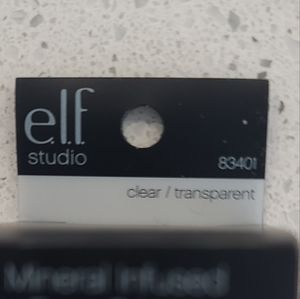 e.l.f
studio
83401
clear / transparent
Mineral Infused